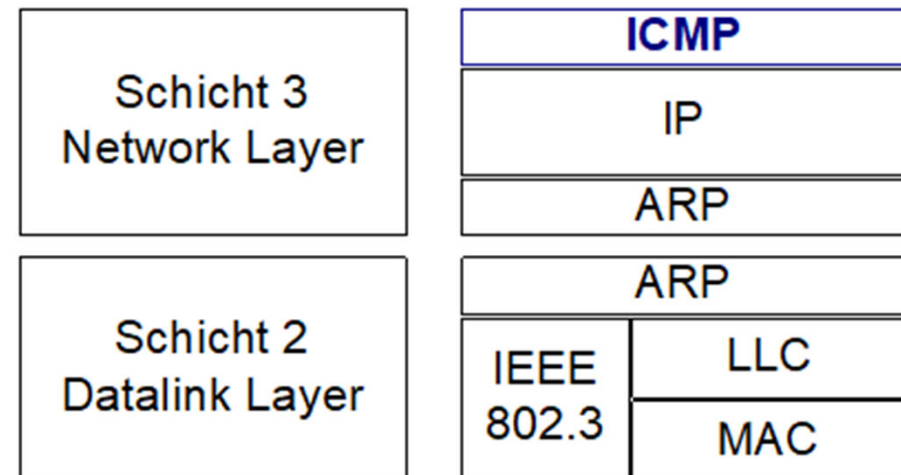 Schicht 3
Network Layer
ICMP
IP
ARP
Schicht 2
Datalink Layer
ARP
IEEE
802.3
LLC
MAC